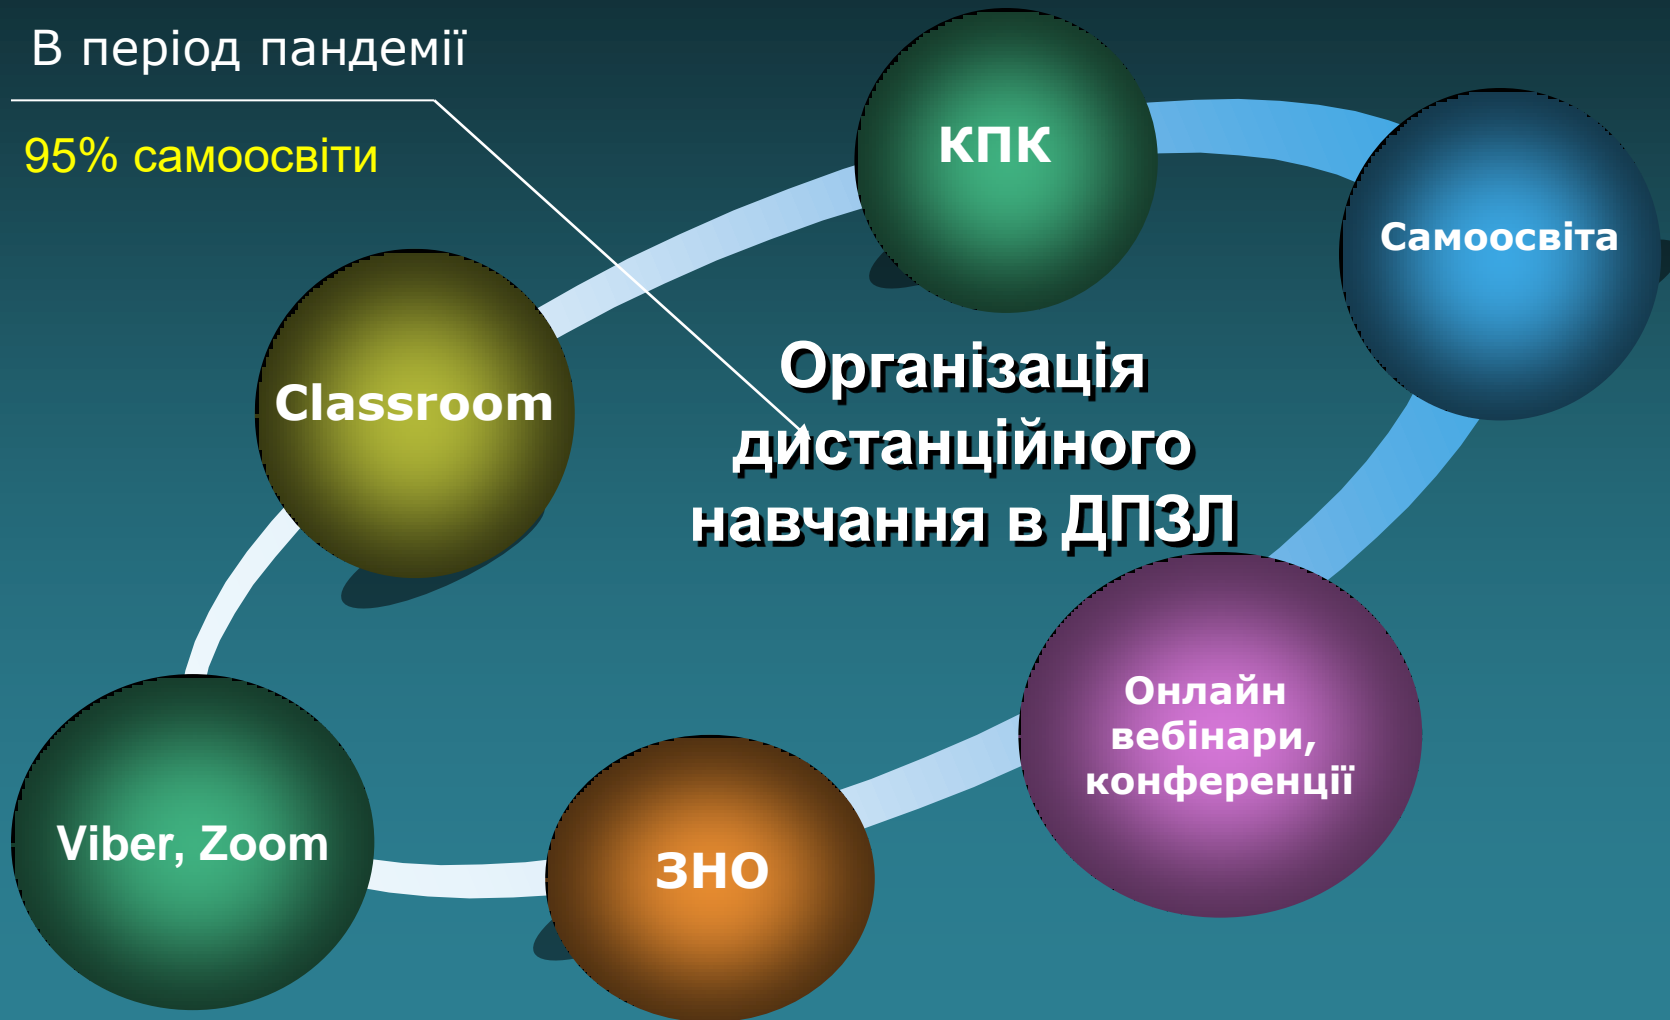 В період пандемії
95% самоосвіти
КПК
Самоосвіта
Classroom
Організація
дистанційного
навчання в ДПЗЛ
Онлайн
вебінари,
конференції
Viber, Zoom
ЗНО